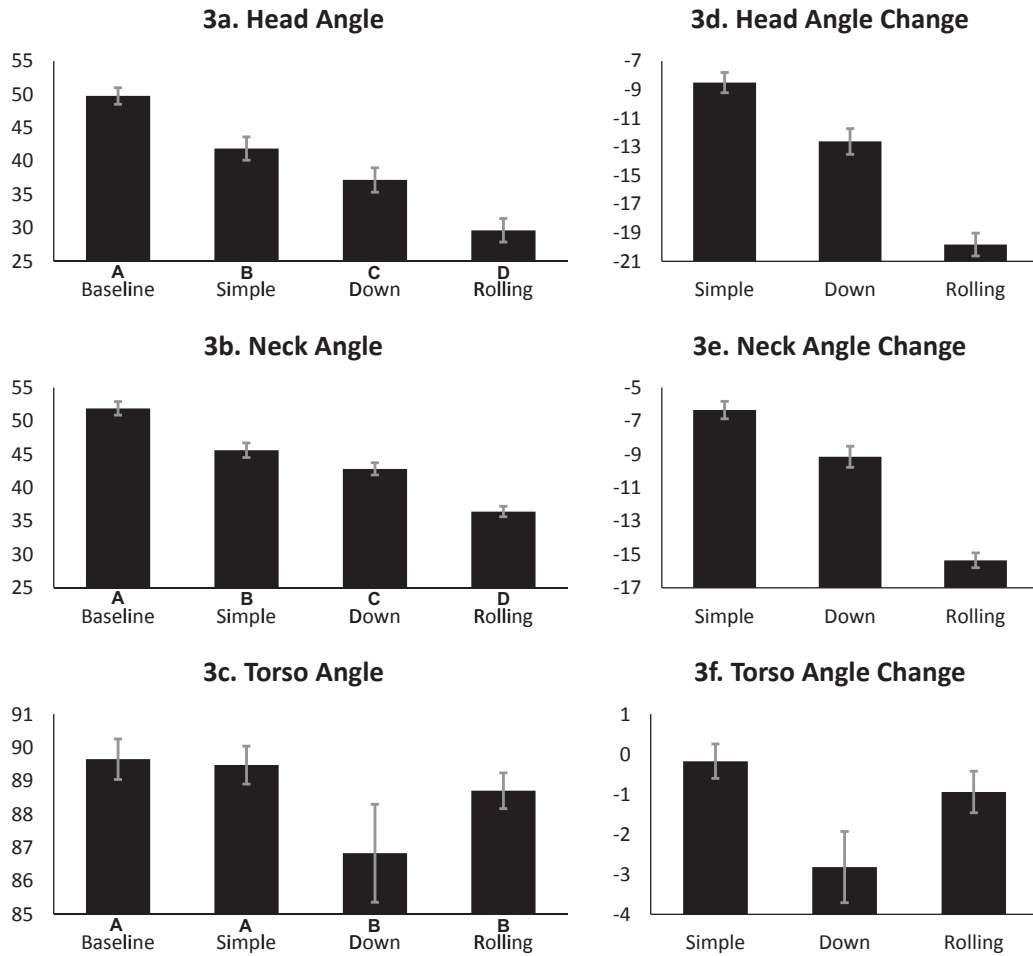 3a. Head Angle
55
50
45
40
35
30
25
A B C D
Baseline Simple Down Rolling
3d. Head Angle Change
-7
-9
-11
-13
-15
-17
-19
-21
Simple Down Rolling
3b. Neck Angle
55
50
45
40
35
30
25
A B C D
Baseline Simple Down Rolling
3e. Neck Angle Change
-5
-7
-9
-11
-13
-15
-17
Simple Down Rolling
3c. Torso Angle
91
90
89
88
87
86
85
A A B B
Baseline Simple Down Rolling
3f. Torso Angle Change
1
0
-1
-2
-3
-4
Simple Down Rolling